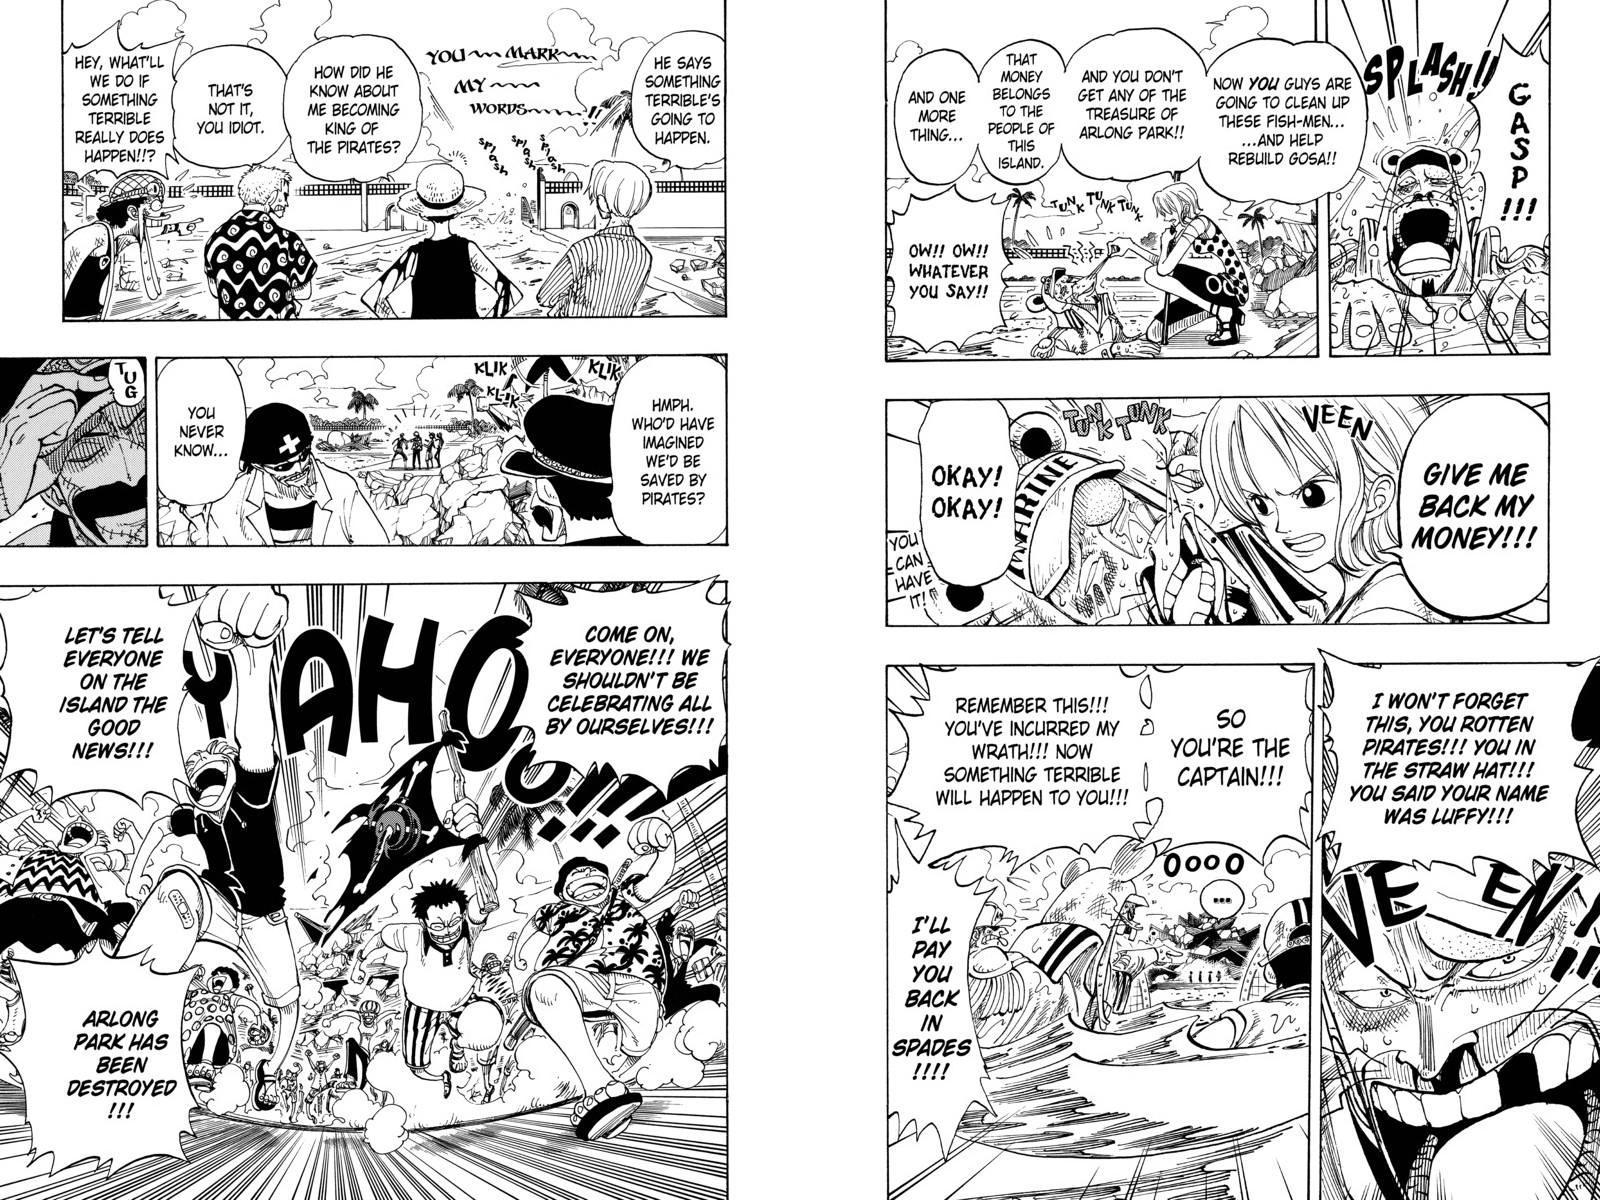 GASP!!!
SPLASH!!
NOW YOU GUYS ARE
GOING TO CLEAN UP
THESE FISH-MEN...
...AND HELP
REBUILD GOSA!!
AND YOU DON'T
GET ANY OF THE
TREASURE OF
ARLONG PARK!!
THAT
MONEY
BELONGS
TO THE
PEOPLE OF
THIS
ISLAND.
AND ONE
MORE
THING...
TUNK TUNK TUNK
OW!! OW!!
WHATEVER
YOU SAY!!
GIVE ME
BACK MY
MONEY!!!
VEEN
TUNK TUNK
MARINE
OKAY!
OKAY!
YOU
CAN
HAVE
IT!
I WON'T FORGET
THIS, YOU ROTTEN
PIRATES!!! YOU IN
THE STRAW HAT!!!
YOU SAID YOUR NAME
WAS LUFFY!!!
VEEEN!!!
SO
YOU'RE THE
CAPTAIN!!!
REMEMBER THIS!!!
YOU'VE INCURRED MY
WRATH!!! NOW
SOMETHING TERRIBLE
WILL HAPPEN TO YOU!!!
OOOO
...
I'LL
PAY
YOU
BACK
IN
SPADES
!!!!
HE SAYS
SOMETHING
TERRIBLE'S
GOING TO
HAPPEN.
YOU MARK
MY
WORDS!!
SPLASH
SPLASH
SPLASH
HOW DID HE
KNOW ABOUT
ME BECOMING
KING OF
THE PIRATES?
THAT'S
NOT IT,
YOU IDIOT.
HEY, WHAT'LL
WE DO IF
SOMETHING
TERRIBLE
REALLY DOES
HAPPEN!!?
HMPH.
WHO'D HAVE
IMAGINED
WE'D BE
SAVED BY
PIRATES?
KLIK
KLIK
KLIK
YOU
NEVER
KNOW...
TUG
COME ON,
EVERYONE!!! WE
SHOULDN'T BE
CELEBRATING ALL
BY OURSELVES!!!
YAHOO!!!
LET'S TELL
EVERYONE
ON THE
ISLAND THE
GOOD
NEWS!!!
ARLONG
PARK HAS
BEEN
DESTROYED
!!!